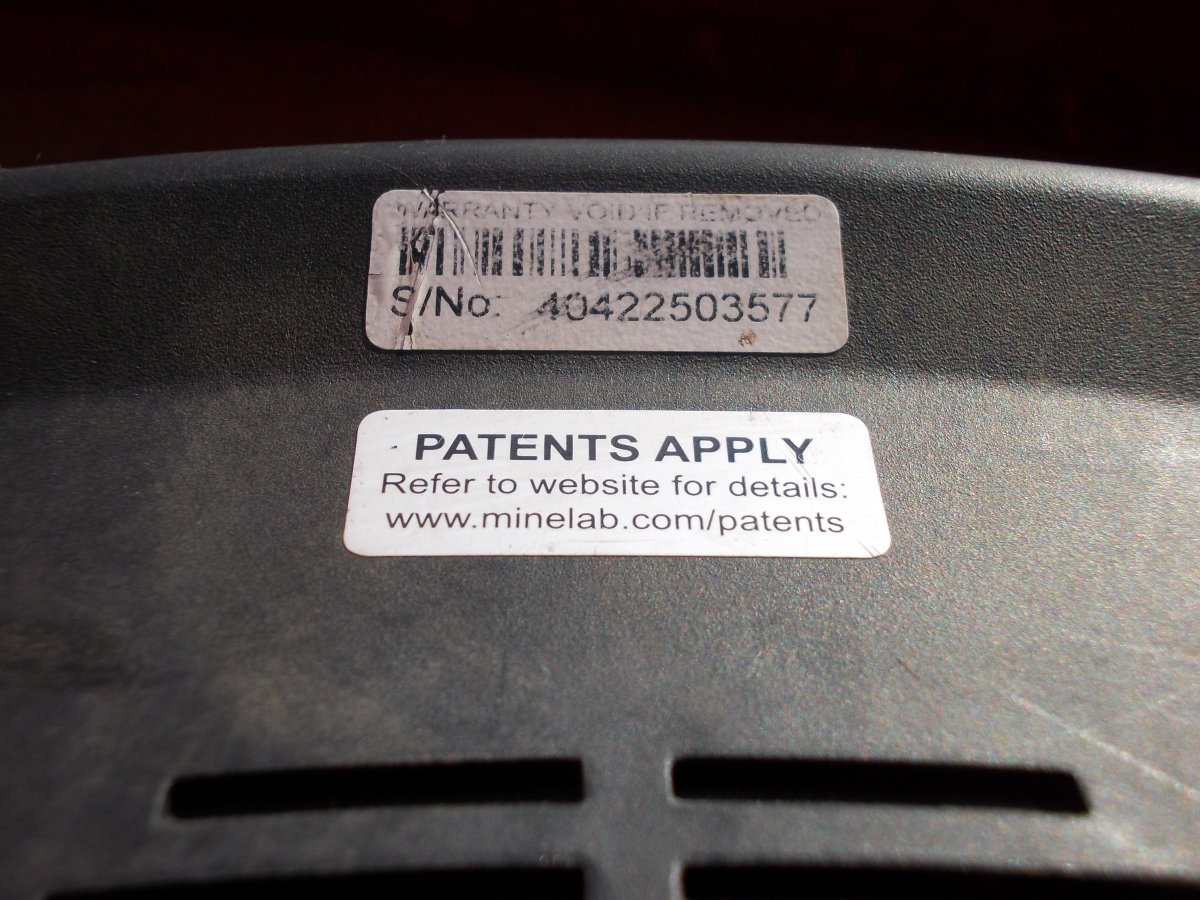 WARRANTY VOID IF REMOVED
S/No: 40422503577
PATENTS APPLY
Refer to website for details:
www.minelab.com/patents